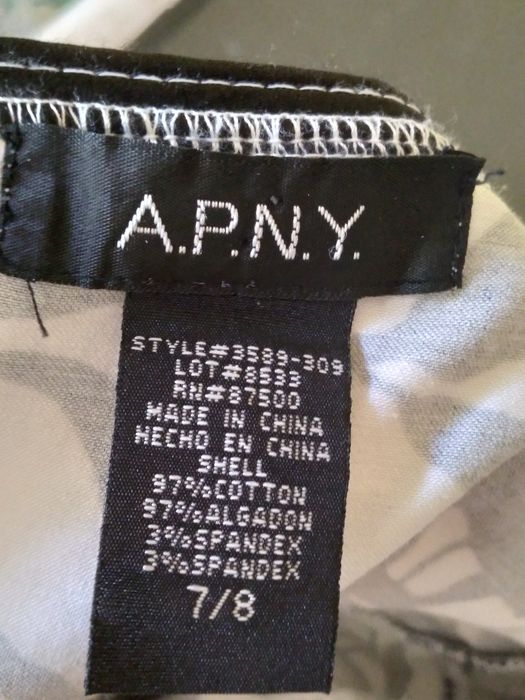 A.P.N.Y.
STYLE#3589-309
LOT#8533
RN#87500
MADE IN CHINA
HECHO EN CHINA
SHELL
97%COTTON
97%ALGADON
3%SPANDEX
3%SPANDEX
7/8